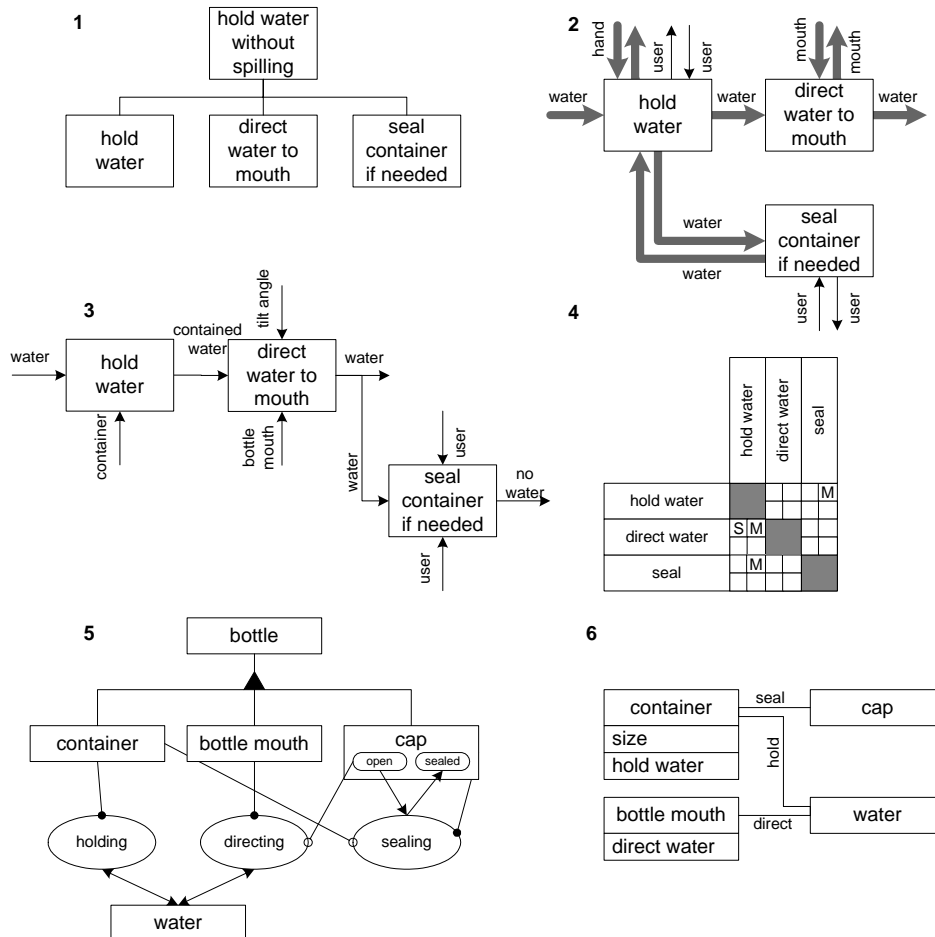 1
hold water
without
spilling
hold
water
direct
water to
mouth
seal
container
if needed
2
hand
user
user
mouth
mouth
water
hold
water
water
direct
water to
mouth
water
water
water
seal
container
if needed
user
user
3
tilt angle
water
hold
water
contained
water
direct
water to
mouth
water
container
bottle
mouth
water
user
seal
container
if needed
no
water
user
4
hold water
direct water
seal
hold water
M
direct water
S M
seal
M
5
bottle
container
bottle mouth
cap
open
sealed
holding
directing
sealing
water
6
container
seal
cap
size
hold water
hold
bottle mouth
direct
water
direct water